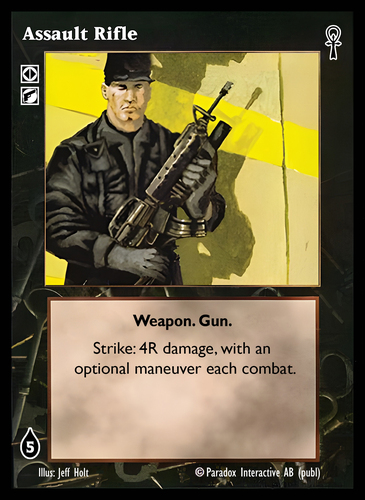 Assault Rifle
Weapon. Gun.
Strike: 4R damage, with an
optional maneuver each combat.
5
Illus: Jeff Holt
© Paradox Interactive AB (publ)